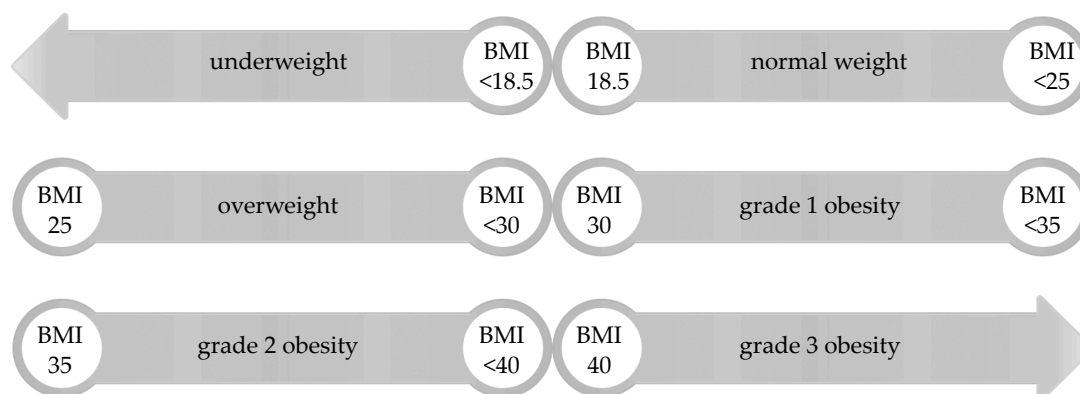 underweight
BMI
<18.5
BMI
18.5
normal weight
BMI
<25
BMI
25
overweight
BMI
<30
BMI
30
grade 1 obesity
BMI
<35
BMI
35
grade 2 obesity
BMI
<40
BMI
40
grade 3 obesity